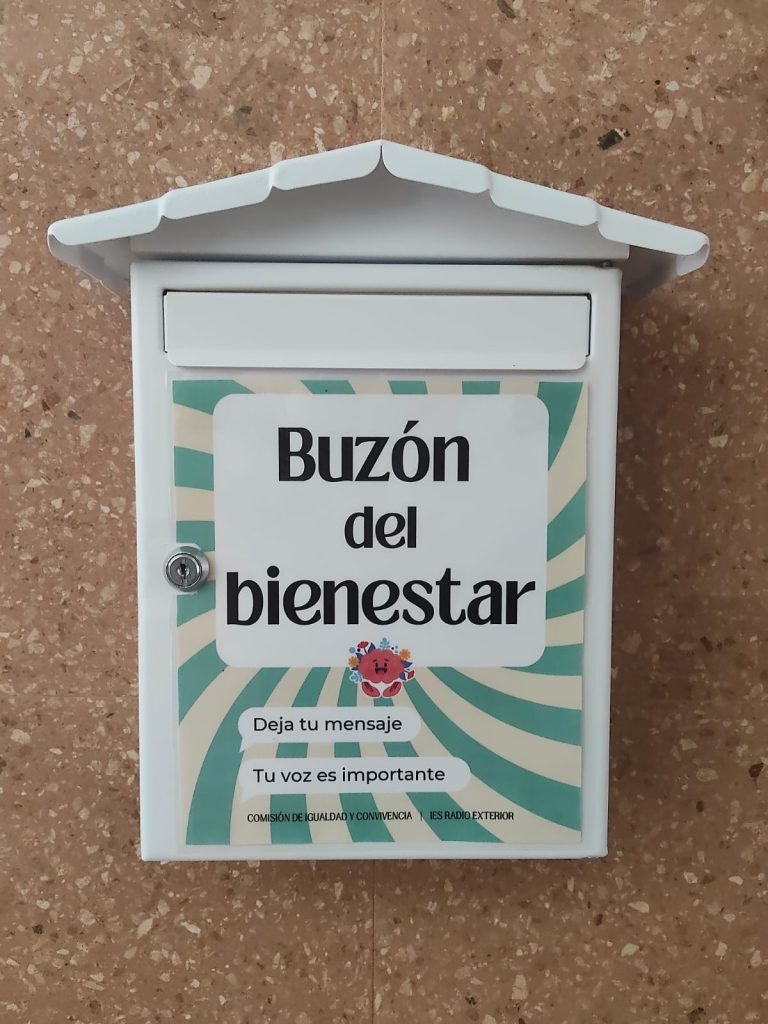 Buzón
del
bienestar
Deja tu mensaje
Tu voz es importante
COMISIÓN DE IGUALDAD Y CONVIVENCIA | IES RADIO EXTERIOR